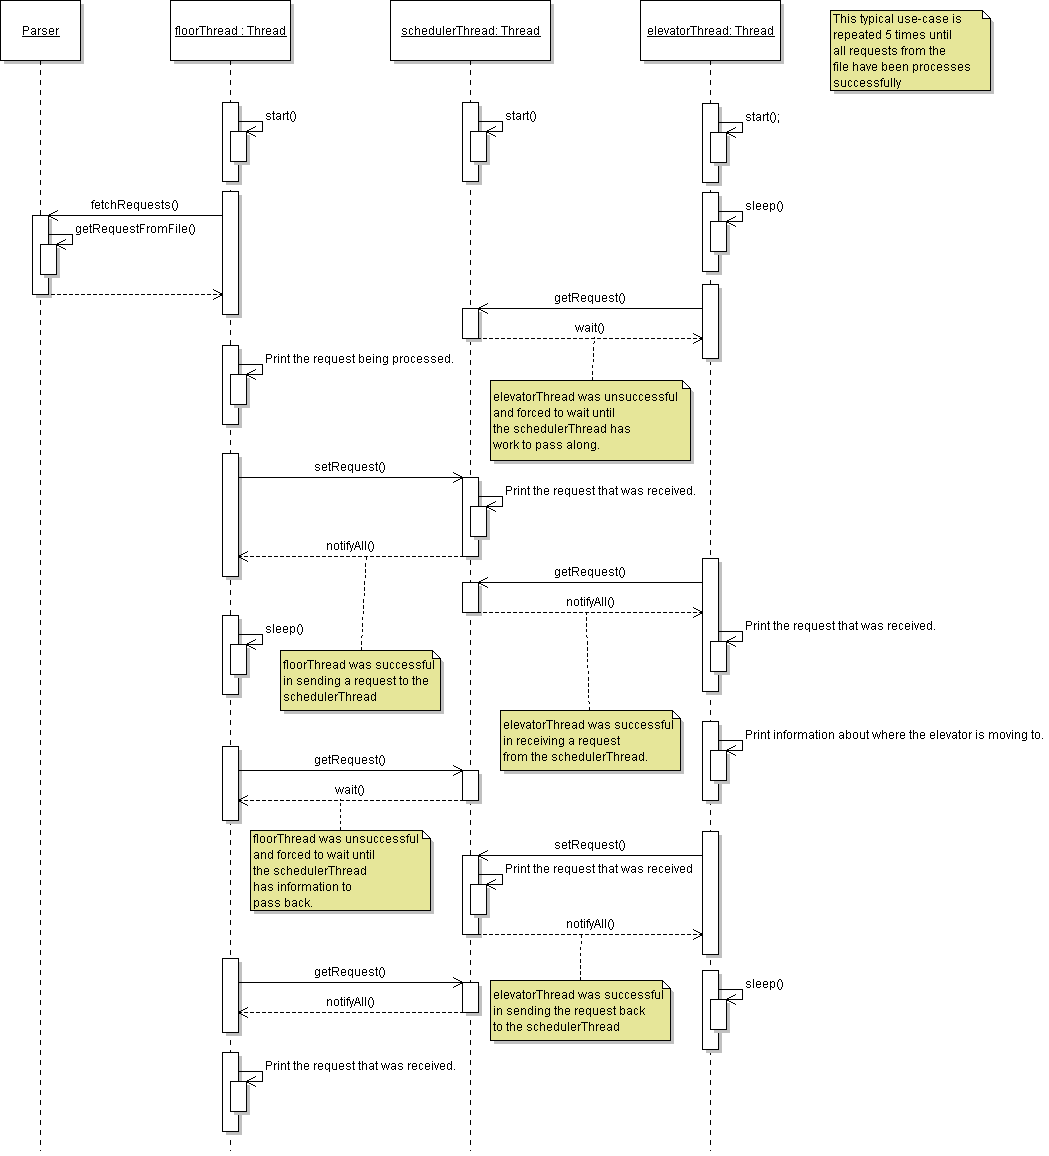 Parser
floorThread : Thread
schedulerThread: Thread
elevatorThread: Thread
This typical use-case is
repeated 5 times until
all requests from the
file have been processes
successfully
start()
start()
start();
fetchRequests()
sleep()
getRequestFromFile()
getRequest()
wait()
Print the request being processed.
elevatorThread was unsuccessful
and forced to wait until
the schedulerThread has
work to pass along.
setRequest()
Print the request that was received.
notifyAll()
getRequest()
notifyAll()
sleep()
Print the request that was received.
floorThread was successful
in sending a request to the
schedulerThread
elevatorThread was successful
in receiving a request
from the schedulerThread.
Print information about where the elevator is moving to.
getRequest()
wait()
floorThread was unsuccessful
and forced to wait until
the schedulerThread
has information to
pass back.
setRequest()
Print the request that was received
notifyAll()
getRequest()
notifyAll()
elevatorThread was successful
in sending the request back
to the schedulerThread
sleep()
Print the request that was received.